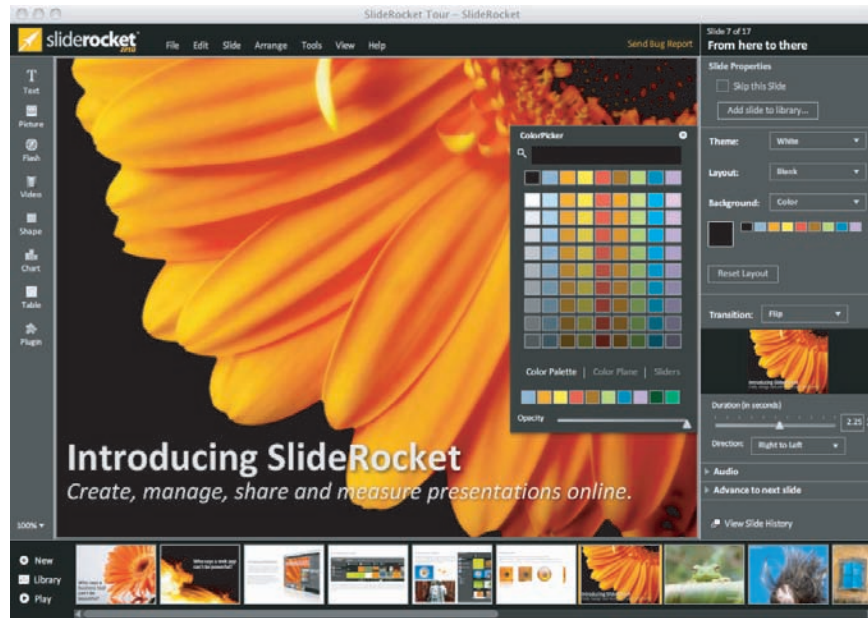 SlideRocket Tour – SlideRocket
sliderocket
File Edit Slide Arrange Tools View Help
Send Bug Report
Slide 7 of 17
From here to there
Text
Picture
Flash
Video
Shape
Chart
Table
Plugin
100%
Introducing SlideRocket
Create, manage, share and measure presentations online.
ColorPicker
Color Palette | Color Plane | Sliders
Opacity
Slide Properties
Skip this Slide
Add slide to library...
Theme: White
Layout: Blank
Background: Color
Reset Layout
Transition: Flip
Duration (in seconds)
2.25
Direction: Right to Left
Audio
Advance to next slide
View Slide History
New
Library
Play